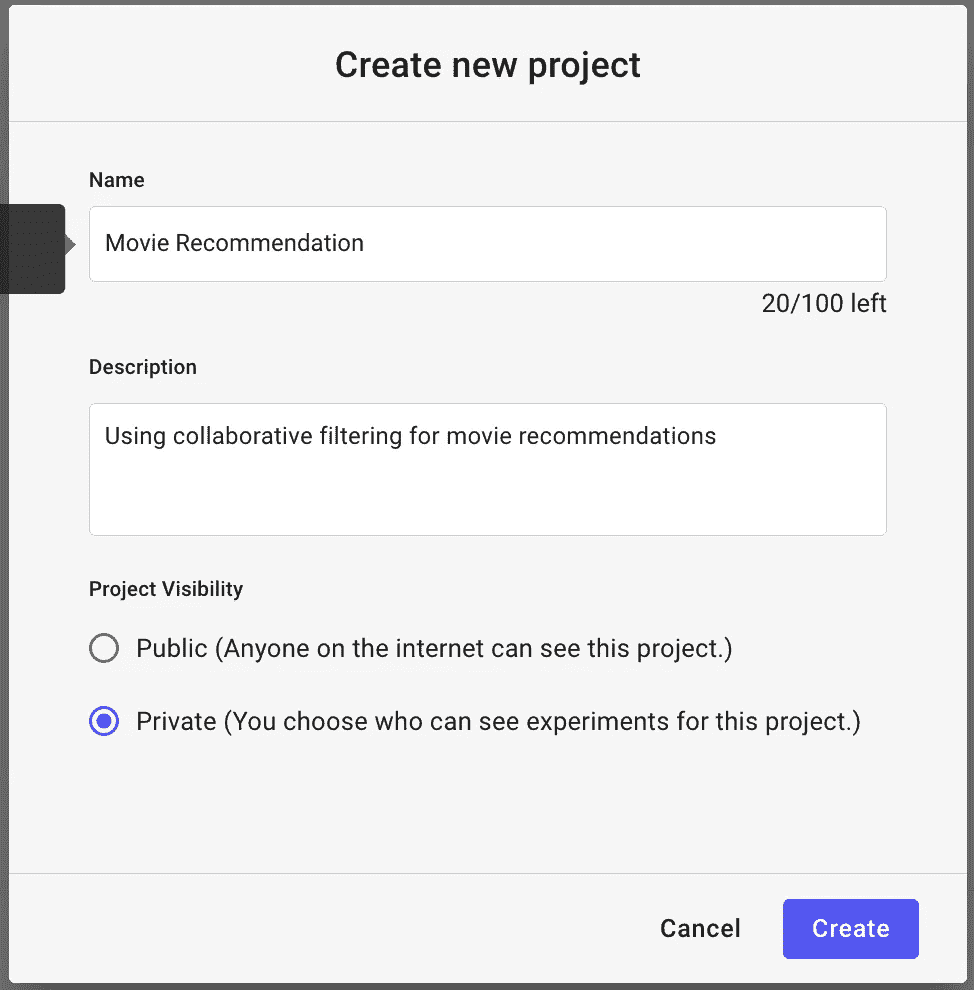 Create new project
Name
Movie Recommendation
20/100 left
Description
Using collaborative filtering for movie recommendations
Project Visibility
Public (Anyone on the internet can see this project.)
Private (You choose who can see experiments for this project.)
Cancel
Create